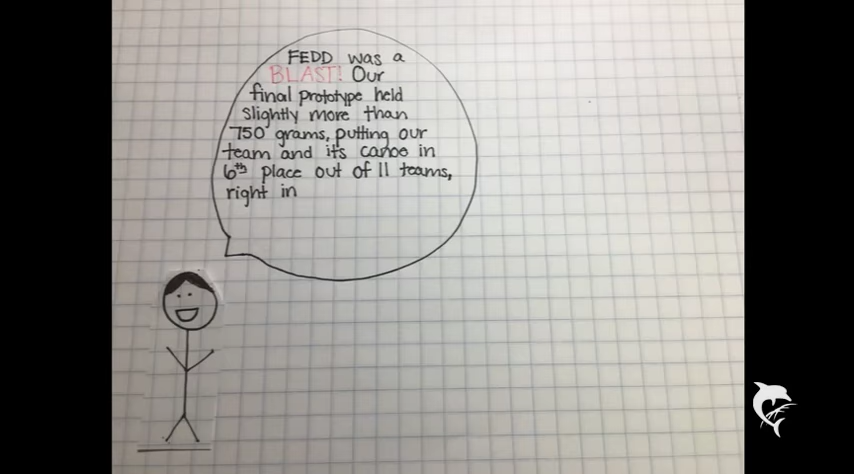 FEDD was a
BLAST! Our
final prototype held
slightly more than
750 grams, putting our
team and its canoe in
6th place out of 11 teams,
right in